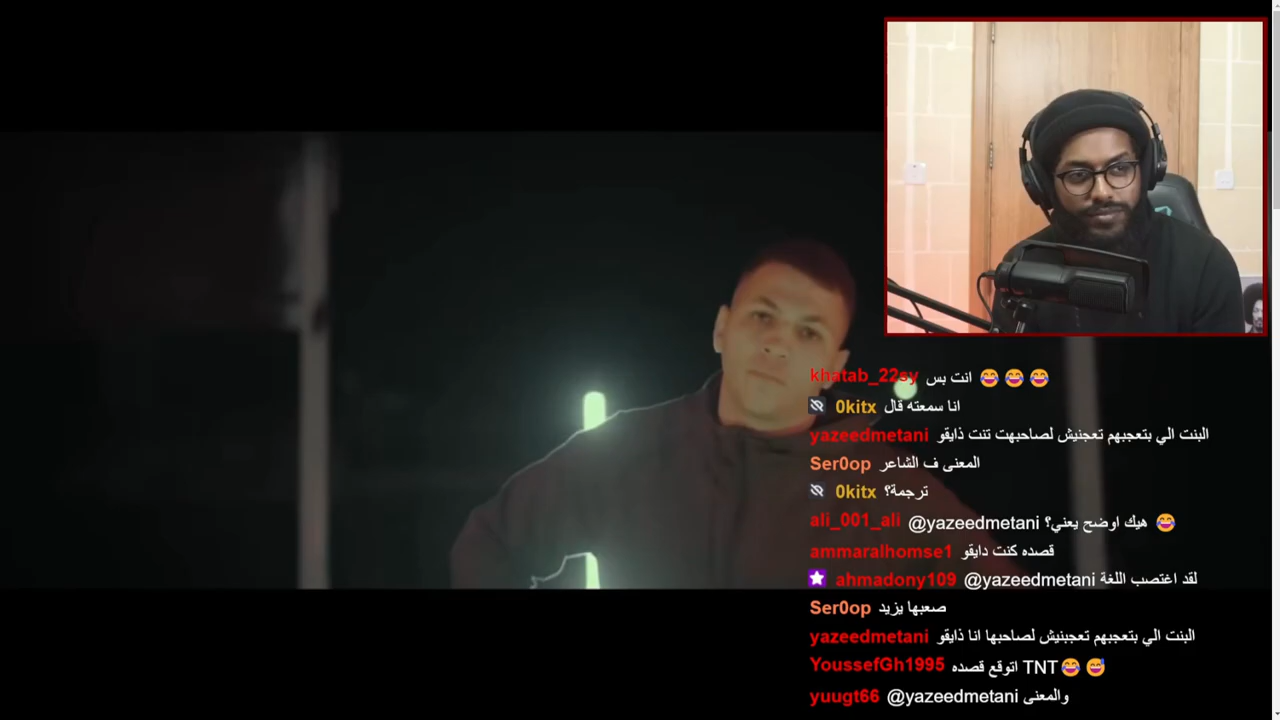 khatab_22sy انت بس 😂 😂 😂
0kitx انا سمعته قال
yazeedmetani البنت الي بتعجبهم تعجنيش لصاحبهت تنت ذايقو
Ser0op المعنى ف الشاعر
0kitx ترجمة؟
ali_001_ali @yazeedmetani هيك اوضح يعني؟ 😂
ammaralhomse1 قصده كنت دايقو
ahmadony109 @yazeedmetani لقد اغتصب اللغة
Ser0op صعبها يزيد
yazeedmetani البنت الي بتعجبهم تعجبنيش لصاحبها انا ذايقو
YoussefGh1995 اتوقع قصده TNT😂 😅
yuugt66 @yazeedmetani والمعنى